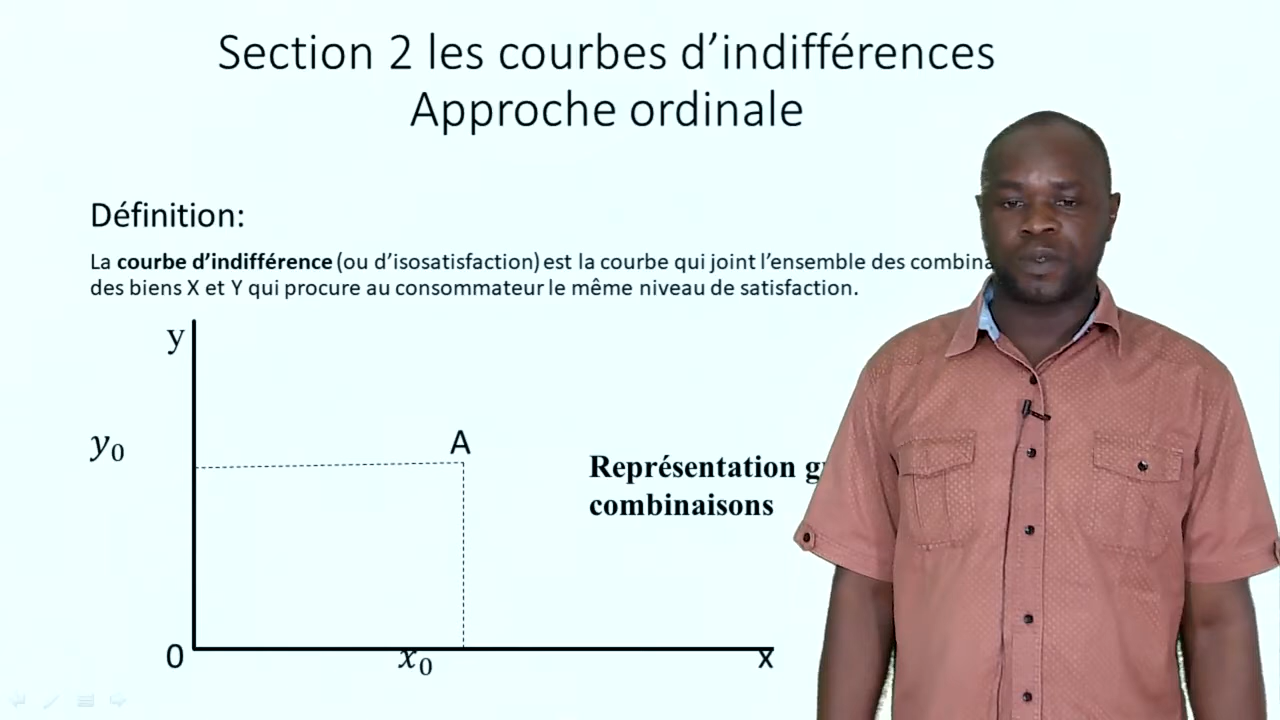 Section 2 les courbes d’indifférences
Approche ordinale
Définition:
La courbe d’indifférence (ou d’isosatisfaction) est la courbe qui joint l’ensemble des
des biens X et Y qui procure au consommateur le même niveau de satisfaction.
y
y₀
A
Représentation
combinaisons
0
x₀
x